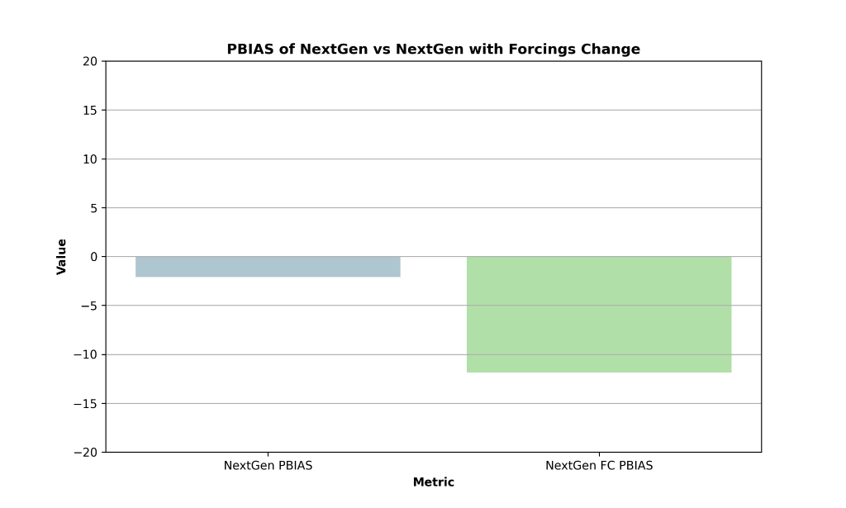 PBIAS of NextGen vs NextGen with Forcings Change
20
15
10
5
0
−5
−10
−15
−20
Value
NextGen PBIAS
NextGen FC PBIAS
Metric